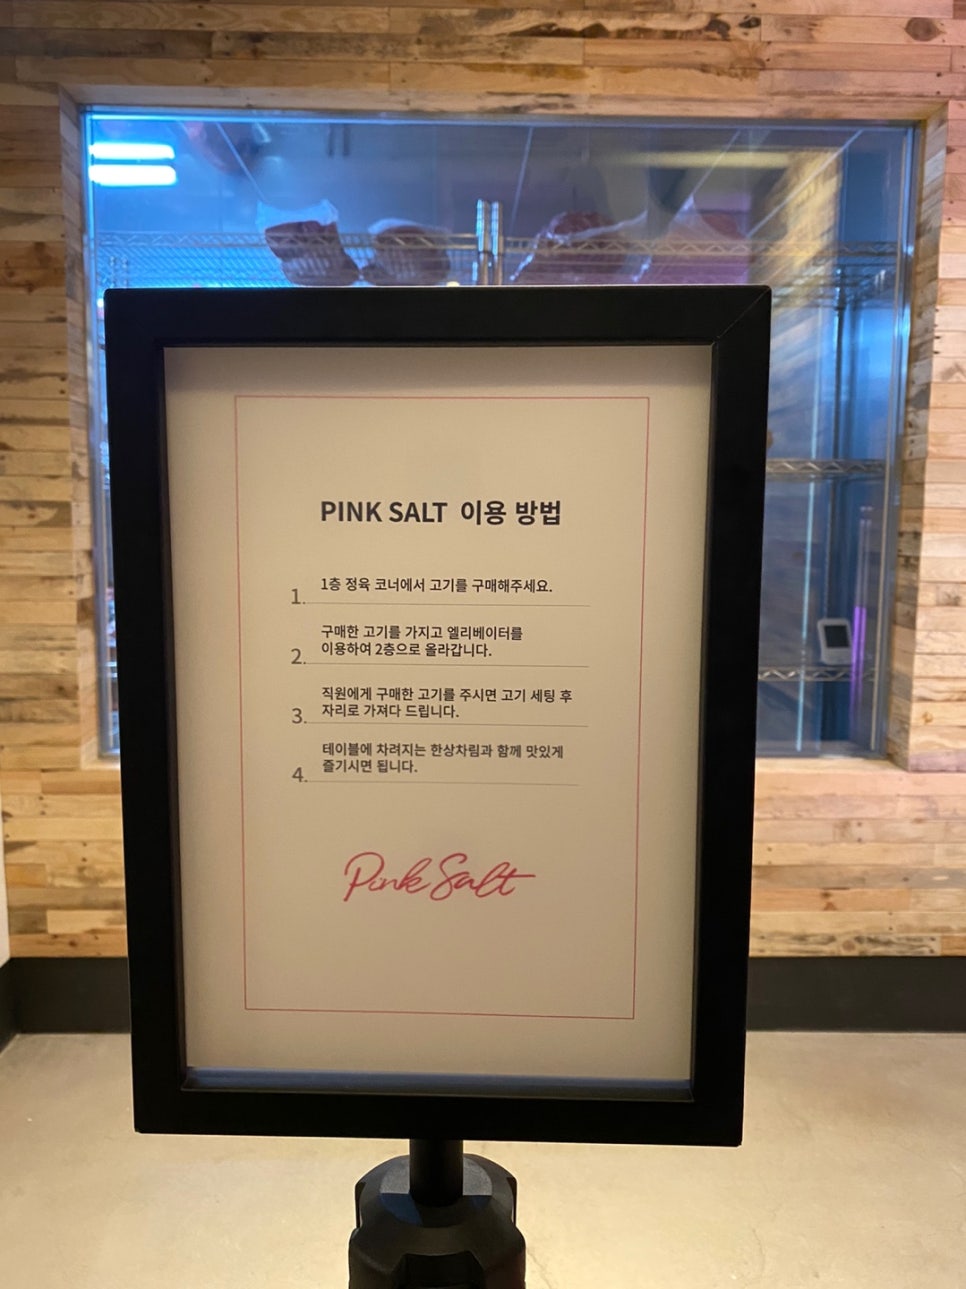 PINK SALT 이용 방법
1. 1층 정육 코너에서 고기를 구매해주세요.
2. 구매한 고기를 가지고 엘리베이터를
이용하여 2층으로 올라갑니다.
3. 직원에게 구매한 고기를 주시면 고기 세팅 후
자리로 가져다 드립니다.
4. 테이블에 차려지는 한상차림과 함께 맛있게
즐기시면 됩니다.
Pink Salt